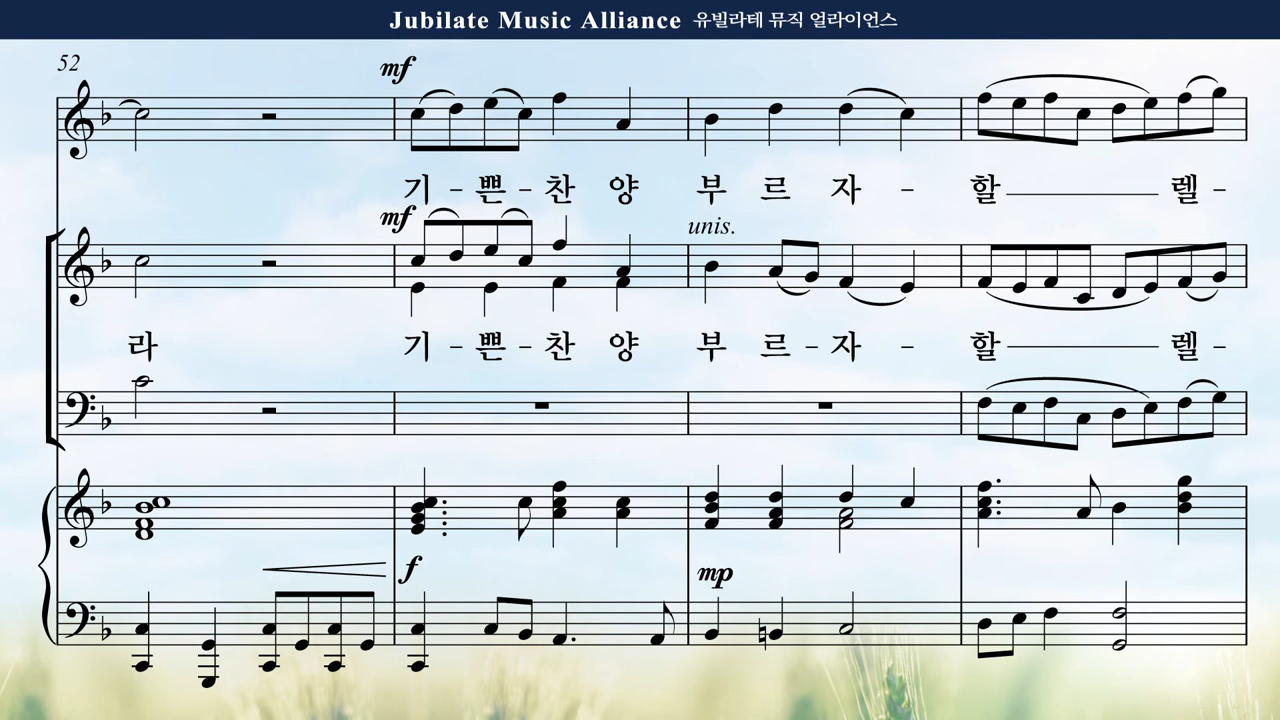 Jubilate Music Alliance 유빌라테 뮤직 얼라이언스
52
mf
기 - 쁜 - 찬 양 부 르 자 - 할 렐 -
mf
unis.
라 기 - 쁜 - 찬 양 부 르 - 자 - 할 렐 -
f
mp